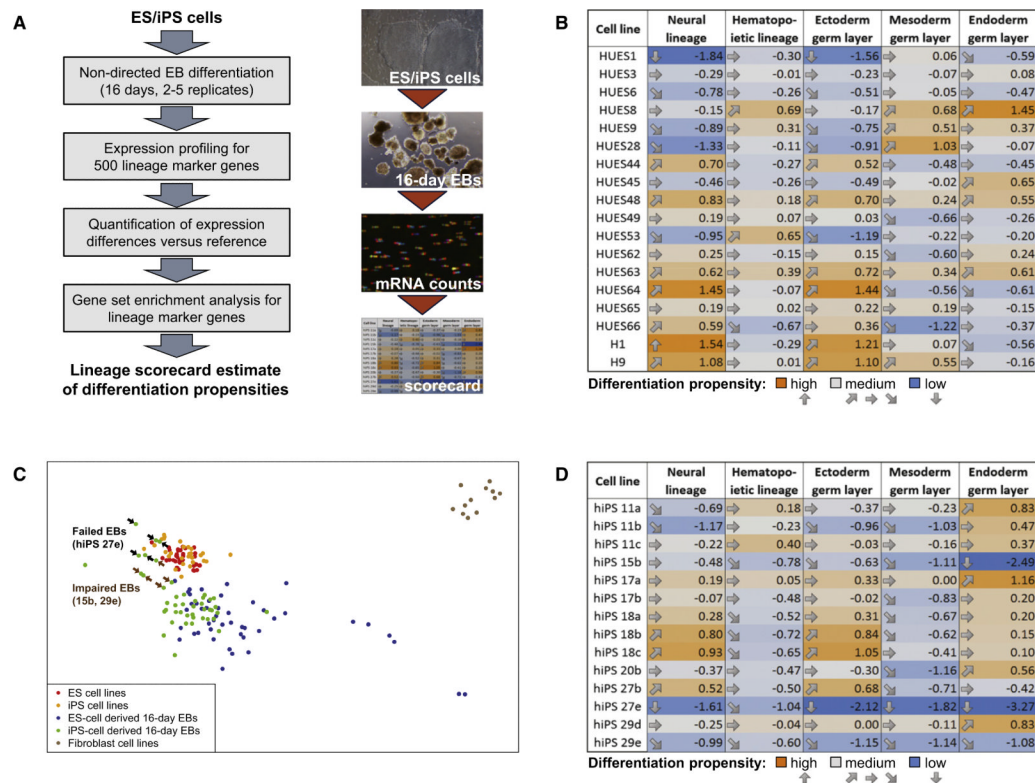 A
ES/iPS cells
Non-directed EB differentiation
(16 days, 2-5 replicates)
Expression profiling for
500 lineage marker genes
Quantification of expression
differences versus reference
Gene set enrichment analysis for
lineage marker genes
Lineage scorecard estimate
of differentiation propensities
ES/iPS cells
16-day EBs
mRNA counts
scorecard
B
Cell line Neural lineage Hematopo-ietic lineage Ectoderm germ layer Mesoderm germ layer Endoderm germ layer
HUES1 -1.84 -0.30 -1.56 0.06 -0.59
HUES3 -0.29 -0.01 -0.23 -0.07 0.08
HUES6 -0.78 -0.26 -0.51 -0.05 -0.47
HUES8 -0.15 0.69 -0.17 0.68 1.45
HUES9 -0.89 0.31 -0.75 0.51 0.37
HUES28 -1.33 -0.11 -0.91 1.03 -0.07
HUES44 0.70 -0.27 0.52 -0.48 -0.45
HUES45 -0.46 -0.26 -0.49 -0.02 0.65
HUES48 0.83 0.18 0.70 0.24 0.55
HUES49 0.19 0.07 0.03 -0.66 -0.26
HUES53 -0.95 0.65 -1.19 -0.22 -0.20
HUES62 0.25 -0.15 0.15 -0.60 0.24
HUES63 0.62 0.39 0.72 0.34 0.61
HUES64 1.45 -0.07 1.44 -0.56 -0.61
HUES65 0.19 0.02 0.22 0.19 -0.15
HUES66 0.59 -0.67 0.36 -1.22 -0.37
H1 1.54 -0.29 1.21 0.07 -0.56
H9 1.08 0.01 1.10 0.55 -0.16
Differentiation propensity: high medium low
C
Failed EBs
(hiPS 27e)
Impaired EBs
(15b, 29e)
ES cell lines
iPS cell lines
ES-cell derived 16-day EBs
iPS-cell derived 16-day EBs
Fibroblast cell lines
D
Cell line Neural lineage Hematopo-ietic lineage Ectoderm germ layer Mesoderm germ layer Endoderm germ layer
hiPS 11a -0.69 0.18 -0.37 -0.23 0.83
hiPS 11b -1.17 -0.23 -0.96 -1.03 0.47
hiPS 11c -0.22 0.40 -0.03 -0.16 0.37
hiPS 15b -0.48 -0.78 -0.63 -1.11 -2.49
hiPS 17a 0.19 0.05 0.33 0.00 1.16
hiPS 17b -0.07 -0.48 -0.02 -0.83 0.20
hiPS 18a 0.28 -0.52 0.31 -0.67 0.20
hiPS 18b 0.80 -0.72 0.84 -0.62 0.15
hiPS 18c 0.93 -0.65 1.05 -0.41 0.10
hiPS 20b -0.37 -0.47 -0.30 -1.16 0.56
hiPS 27b 0.52 -0.50 0.68 -0.71 -0.42
hiPS 27e -1.61 -1.04 -2.12 -1.82 -3.27
hiPS 29d -0.25 -0.04 0.00 -0.11 0.83
hiPS 29e -0.99 -0.60 -1.15 -1.14 -1.08
Differentiation propensity: high medium low